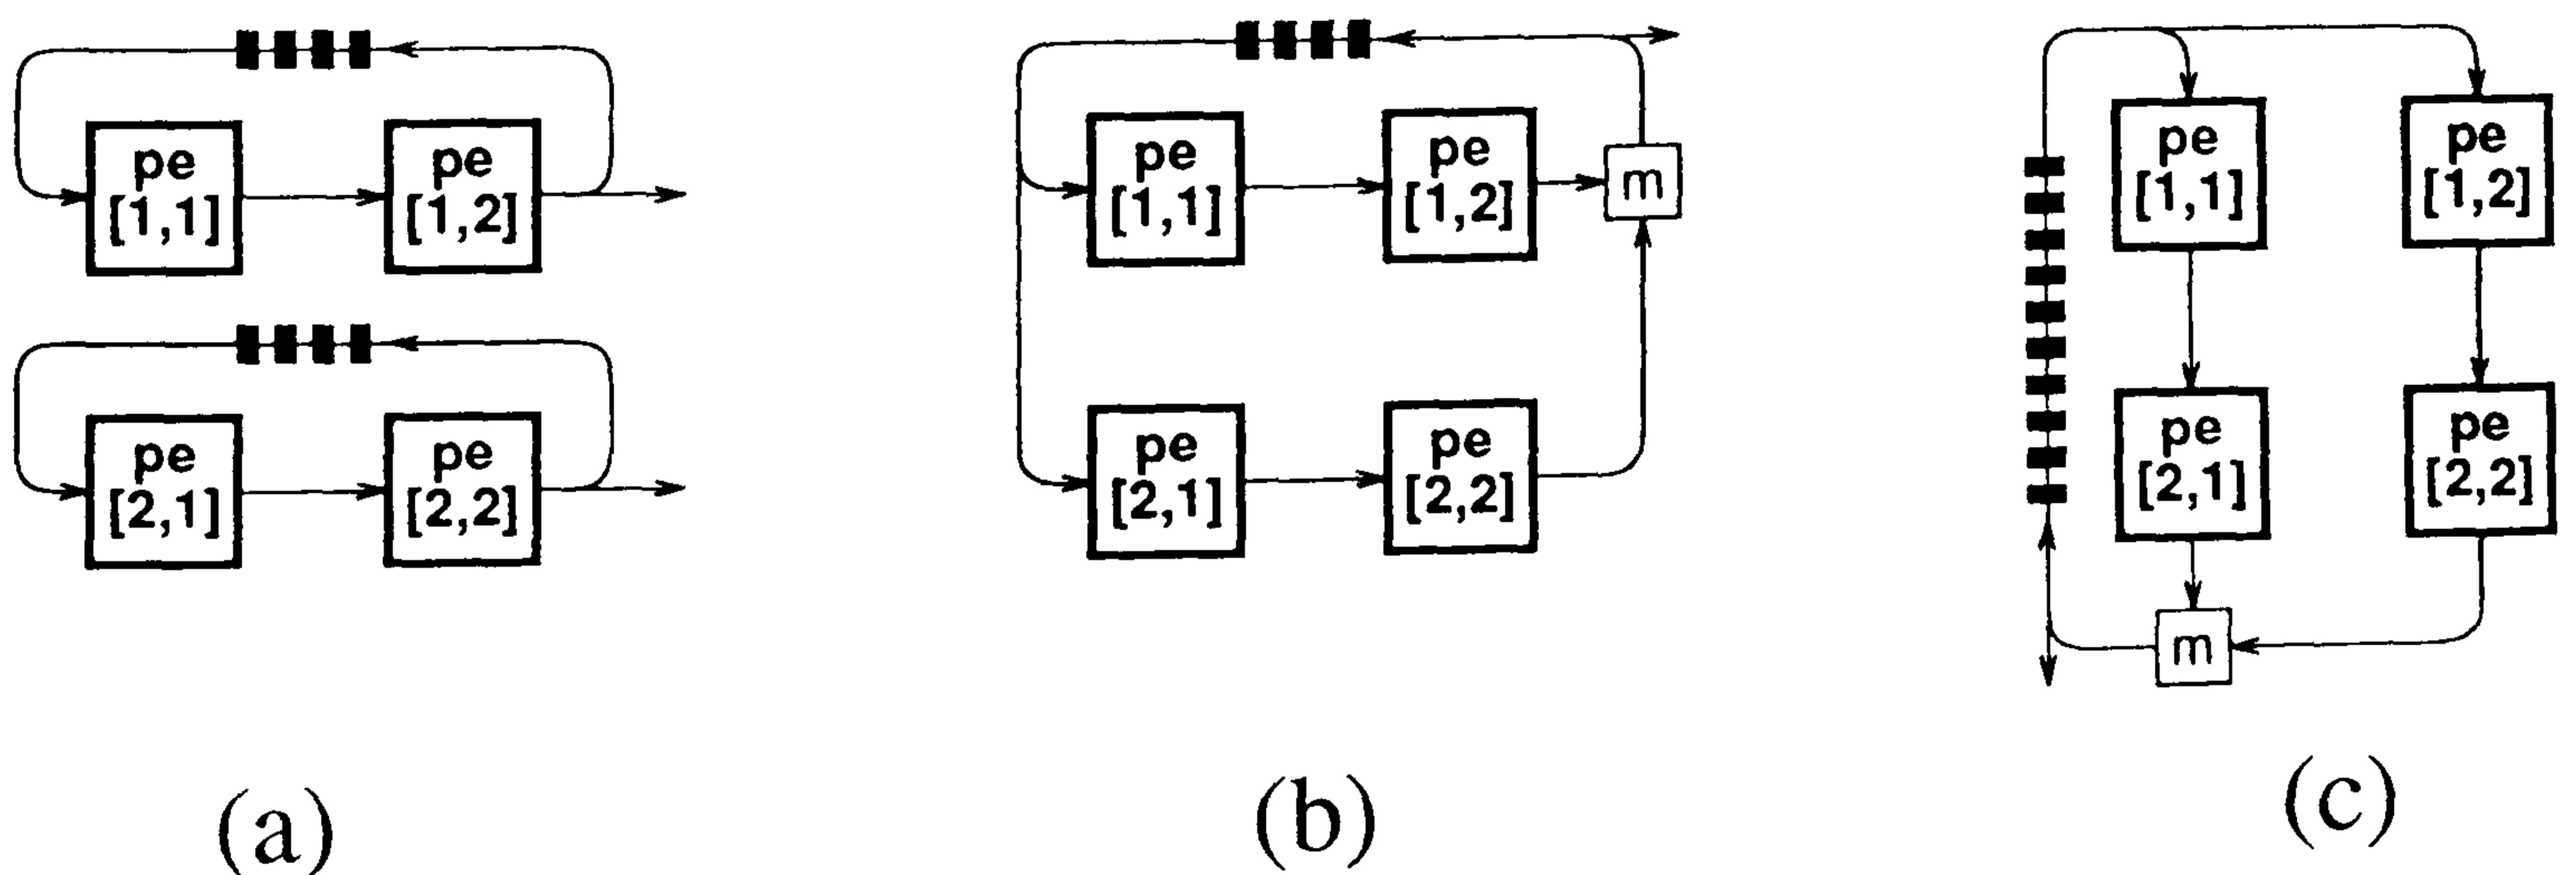 pe
[1,1]
pe
[1,2]
pe
[2,1]
pe
[2,2]
(a)
pe
[1,1]
pe
[1,2]
m
pe
[2,1]
pe
[2,2]
(b)
pe
[1,1]
pe
[1,2]
pe
[2,1]
pe
[2,2]
m
(c)